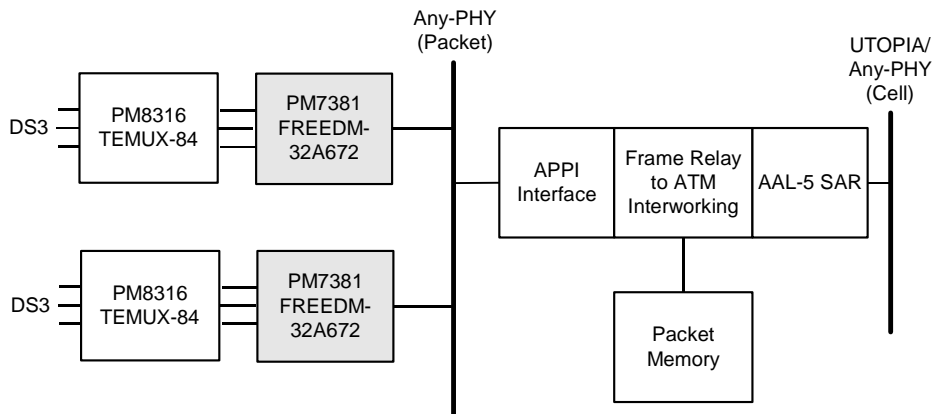 Any-PHY
(Packet)
UTOPIA/
Any-PHY
(Cell)
DS3
PM8316
TEMUX-84
PM7381
FREEDM-
32A672
APPI
Interface
Frame Relay
to ATM
Interworking
AAL-5 SAR
DS3
PM8316
TEMUX-84
PM7381
FREEDM-
32A672
Packet
Memory